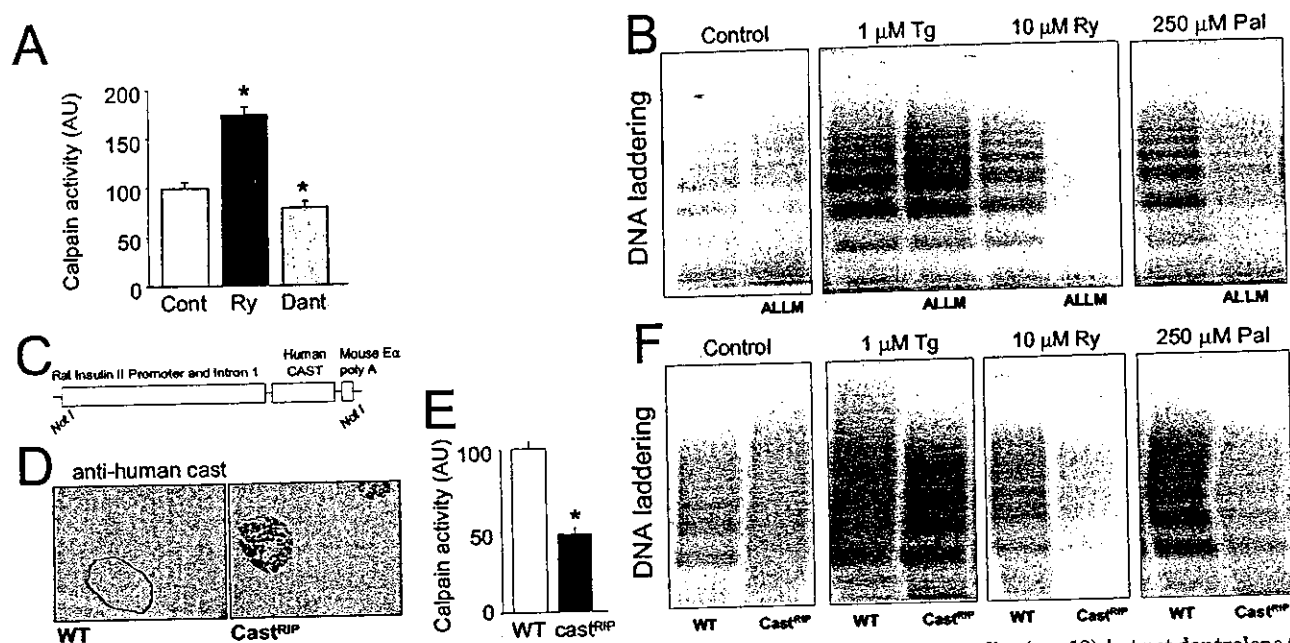 A
Calpain activity (AU)
200
150
100
50
0
*
*
Cont Ry Dant
B
Control
1 μM Tg
10 μM Ry
250 μM Pal
DNA laddering
ALLM
ALLM
ALLM
ALLM
C
Rat Insulin II Promoter and Intron 1
Human
CAST
Mouse Eα
poly A
Not I
Not I
D
anti-human cast
WT
Cast^RIP
E
Calpain activity (AU)
100
50
0
*
WT cast^RIP
F
Control
1 μM Tg
10 μM Ry
250 μM Pal
DNA laddering
WT Cast^RIP
WT Cast^RIP
WT Cast^RIP
WT Cast^RIP